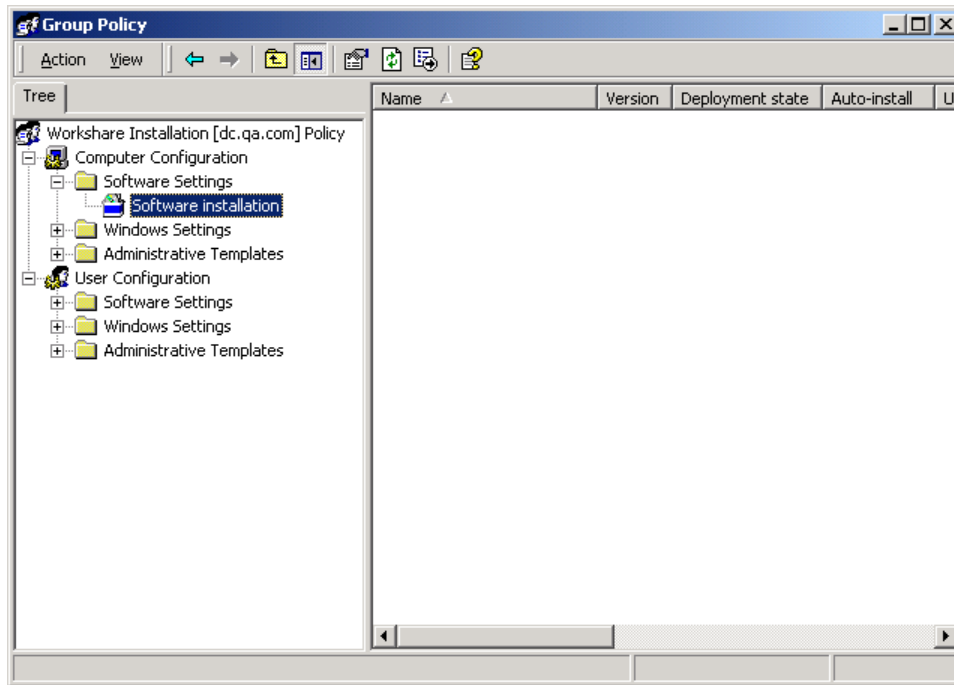 Group Policy
Action View
Tree
Name Version Deployment state Auto-install U
Workshare Installation [dc.qa.com] Policy
Computer Configuration
Software Settings
Software installation
Windows Settings
Administrative Templates
User Configuration
Software Settings
Windows Settings
Administrative Templates